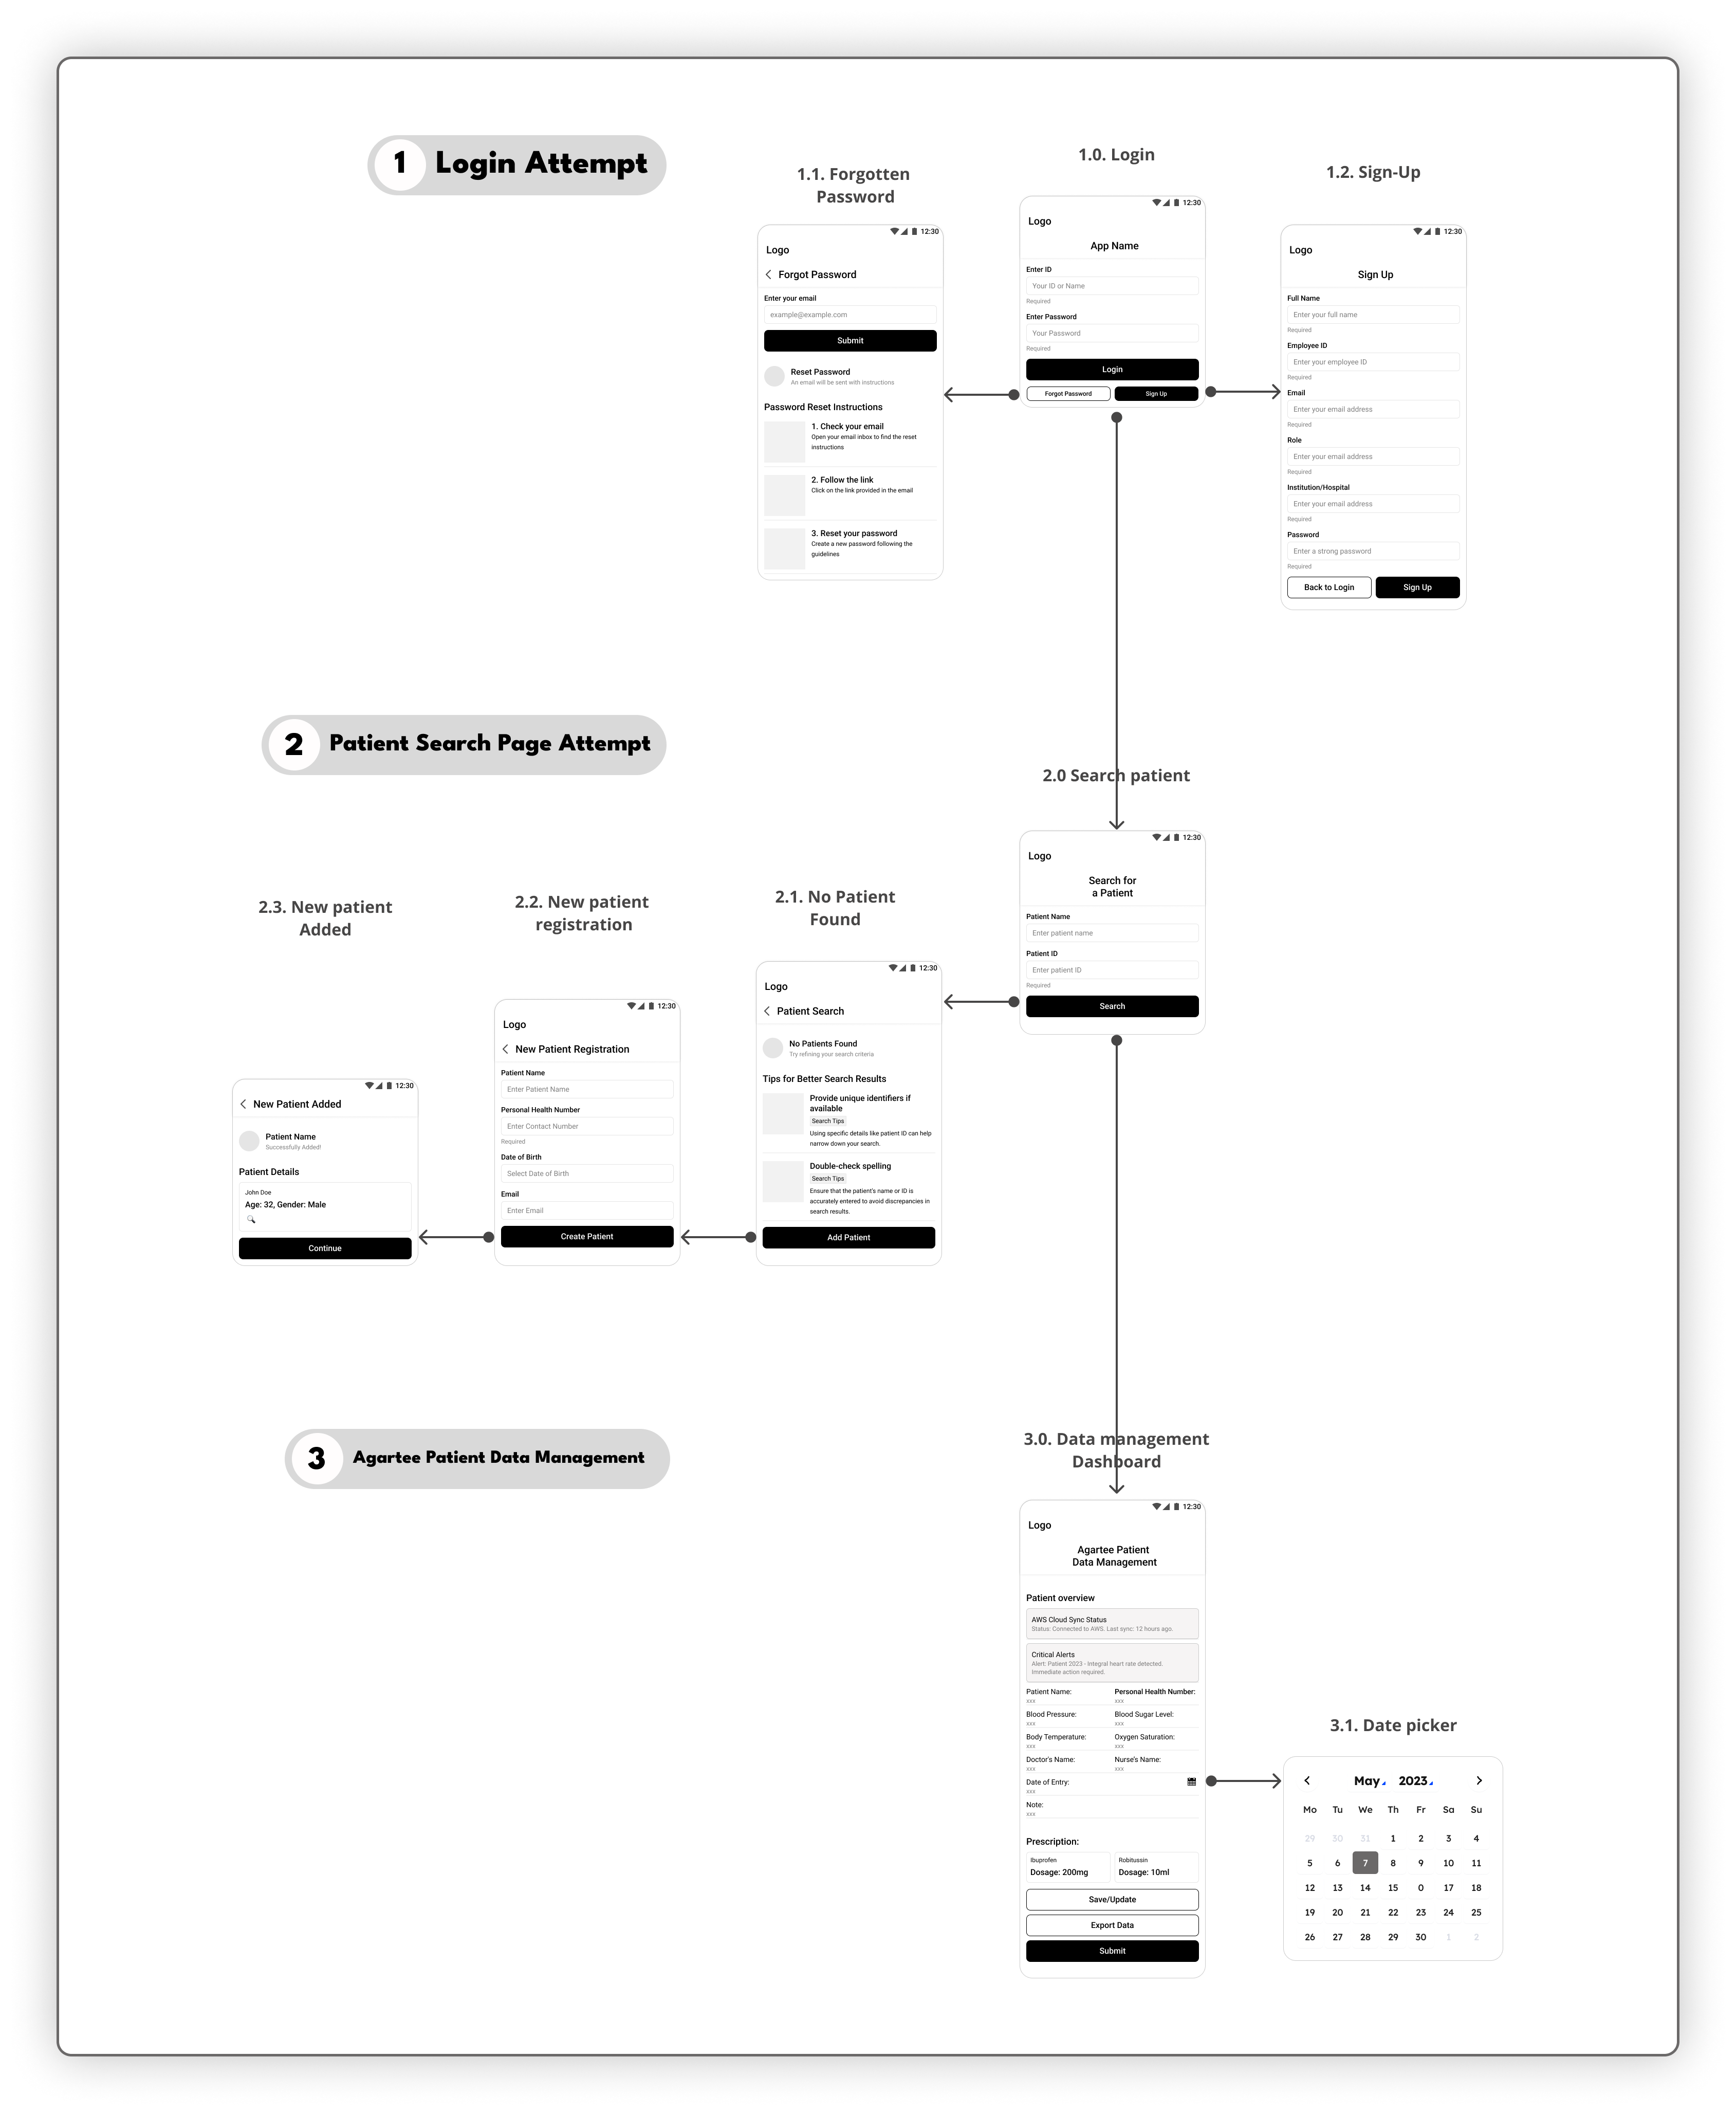 1 Login Attempt
1.1. Forgotten
Password
12:30
Logo
Forgot Password
Enter your email
example@example.com
Submit
Reset Password
An email will be sent with instructions
Password Reset Instructions
1. Check your email
Open your email inbox to find the reset
instructions
2. Follow the link
Click on the link provided in the email
3. Reset your password
Create a new password following the
guidelines
1.0. Login
12:30
Logo
App Name
Enter ID
Your ID or Name
Required
Enter Password
Your Password
Required
Login
Forgot Password
Sign Up
1.2. Sign-Up
12:30
Logo
Sign Up
Full Name
Enter your full name
Required
Employee ID
Enter your employee ID
Required
Email
Enter your email address
Required
Role
Enter your email address
Required
Institution/Hospital
Enter your email address
Required
Password
Enter a strong password
Required
Back to Login
Sign Up
2 Patient Search Page Attempt
2.0 Search patient
12:30
Logo
Search for
a Patient
Patient Name
Enter patient name
Patient ID
Enter patient ID
Required
Search
2.1. No Patient
Found
12:30
Logo
Patient Search
No Patients Found
Try refining your search criteria
Tips for Better Search Results
Provide unique identifiers if
available
Search Tips
Using specific details like patient ID can help
narrow down your search.
Double-check spelling
Search Tips
Ensure that the patient's name or ID is
accurately entered to avoid discrepancies in
search results.
Add Patient
2.2. New patient
registration
12:30
Logo
New Patient Registration
Patient Name
Enter Patient Name
Personal Health Number
Enter Contact Number
Required
Date of Birth
Select Date of Birth
Email
Enter Email
Create Patient
2.3. New patient
Added
12:30
New Patient Added
Patient Name
Successfully Added!
Patient Details
John Doe
Age: 32, Gender: Male
Continue
3 Agartee Patient Data Management
3.0. Data management
Dashboard
12:30
Logo
Agartee Patient
Data Management
Patient overview
AWS Cloud Sync Status
Status: Connected to AWS. Last sync: 12 hours ago.
Critical Alerts
Alert: Patient 2023 - Integral heart rate detected.
Immediate action required.
Patient Name: Personal Health Number:
xxx xxx
Blood Pressure: Blood Sugar Level:
xxx xxx
Body Temperature: Oxygen Saturation:
xxx xxx
Doctor's Name: Nurse's Name:
xxx xxx
Date of Entry:
xxx
Note:
xxx
Prescription:
Ibuprofen Robitussin
Dosage: 200mg Dosage: 10ml
Save/Update
Export Data
Submit
3.1. Date picker
May 2023
Mo Tu We Th Fr Sa Su
29 30 31 1 2 3 4
5 6 7 8 9 10 11
12 13 14 15 0 17 18
19 20 21 22 23 24 25
26 27 28 29 30 1 2